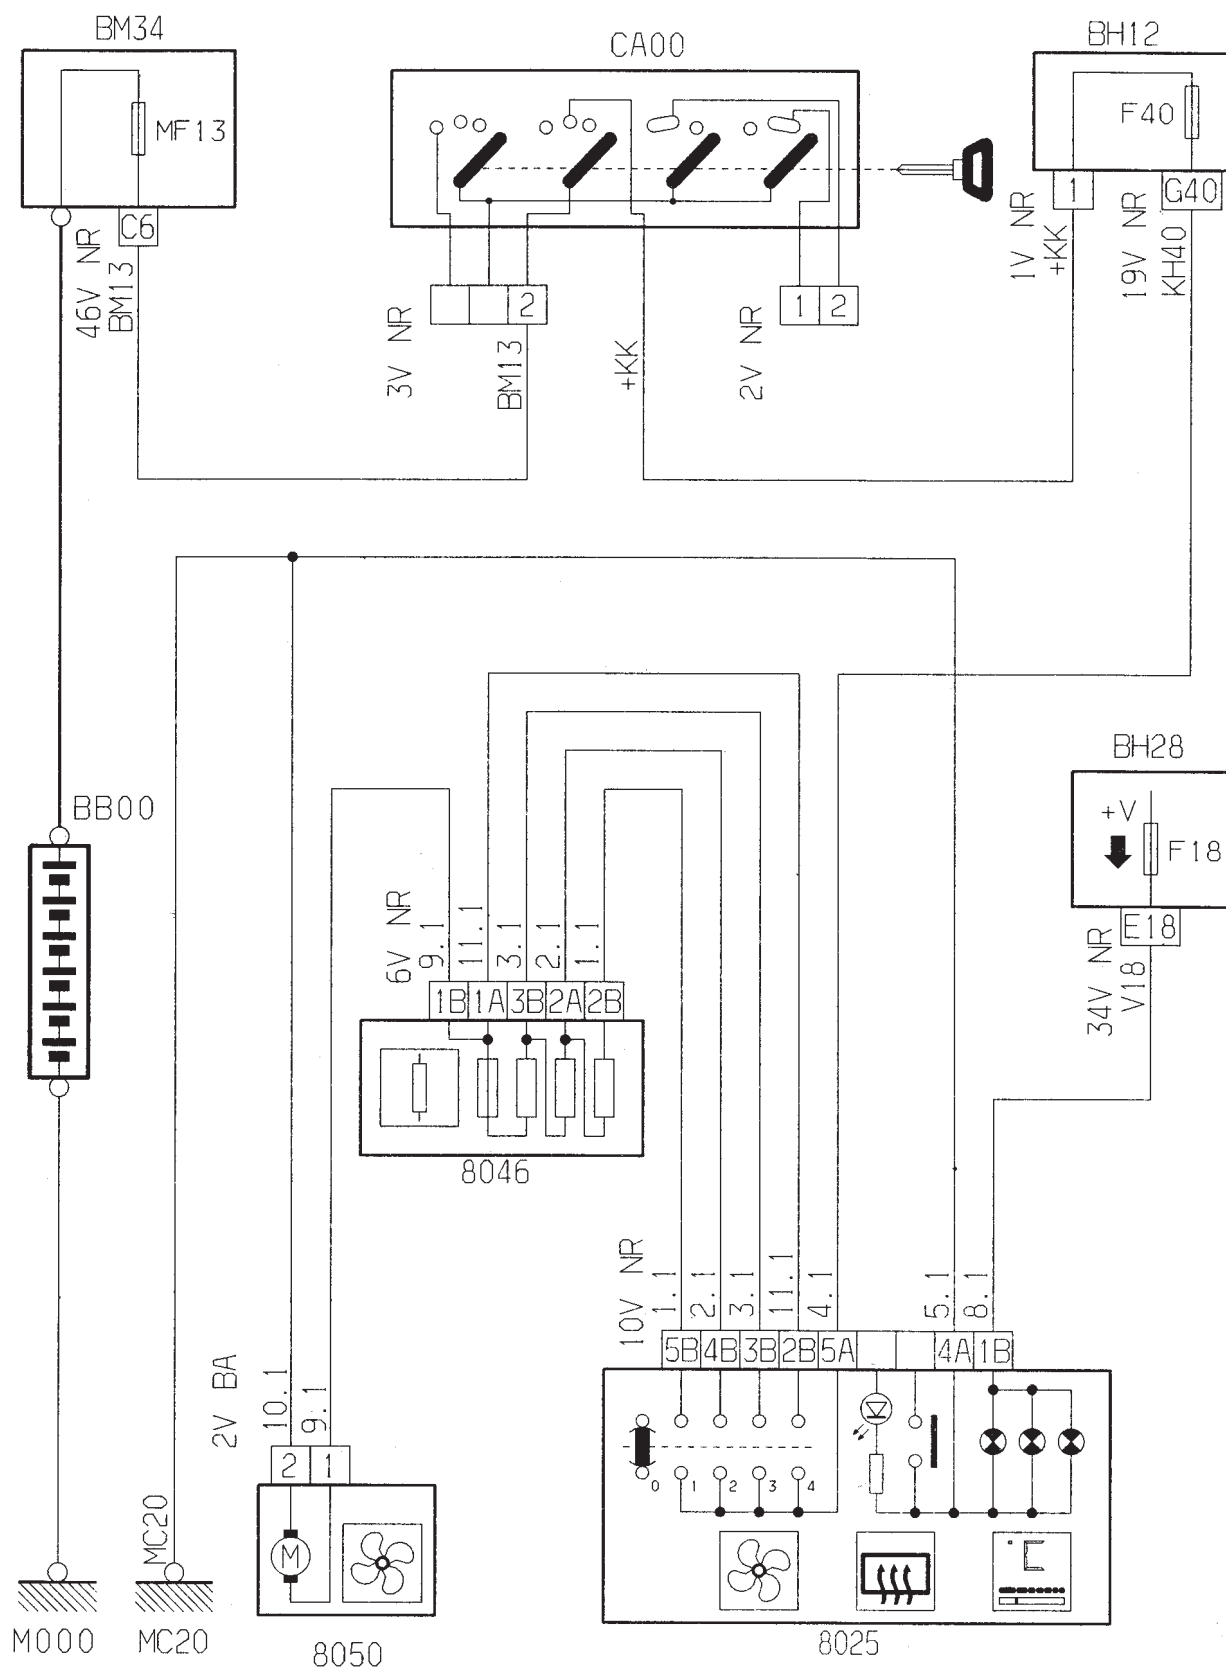 BM34
CA00
BH12
MF13
F40
C6
1
G40
46V NR
BM13
3V NR
2
BM13
+KK
2V NR
1
2
1V NR
+KK
19V NR
KH40
BH28
BB00
+V
F18
E18
34V NR
V18
6V NR
9.1
11.1
3.1
2.1
1.1
1B
1A
3B
2A
2B
8046
10V NR
1.1
2.1
3.1
11.1
4.1
5.1
8.1
5B
4B
3B
2B
5A
4A
1B
2V BA
10.1
9.1
2
1
M
0
1
2
3
4
°C
MC20
M000
MC20
8050
8025